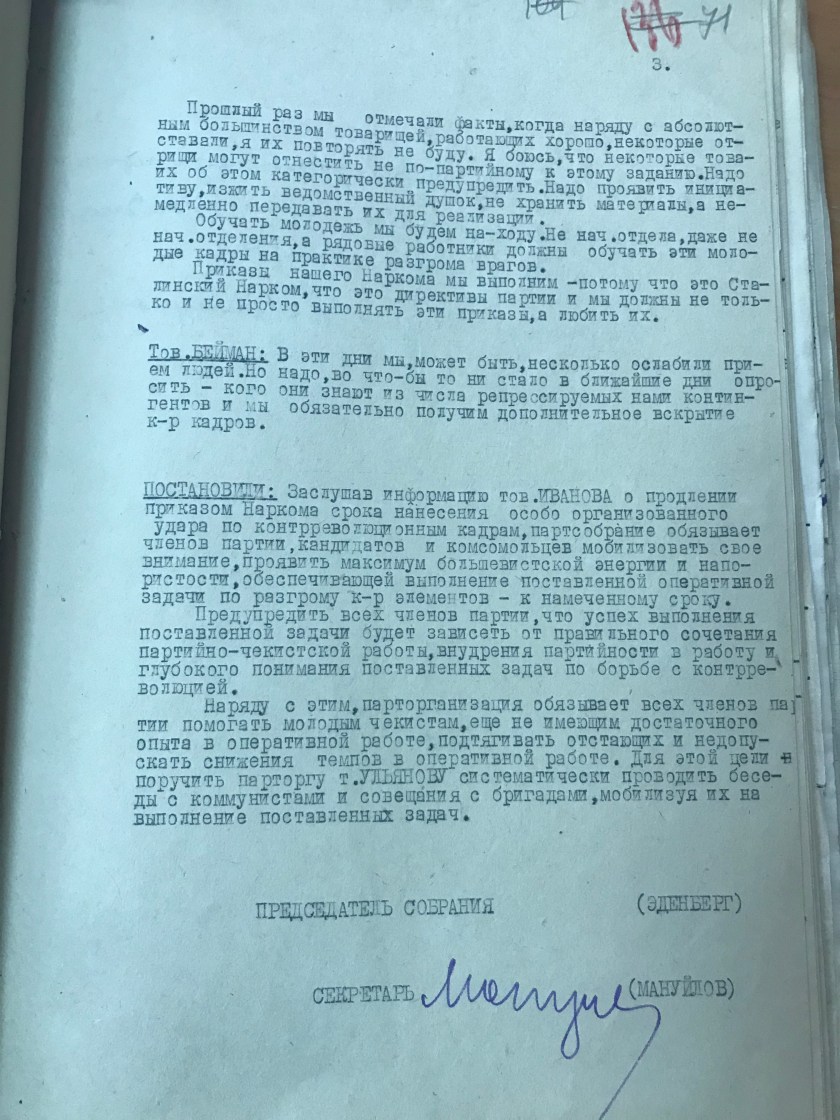 71
3.
Прошлый раз мы отмечали факты,когда наряду с абсолют-
ным большинством товарищей,работающих хорошо,некоторые от-
ставали,я их повторять не буду. Я боюсь,что некоторые това-
рищи могут отнестить не по-партийному к этому заданию.Надо
их об этом категорически предупредить.Надо проявить инициа-
тиву,изжить ведомственный душок,не хранить материалы,а не-
медленно передавать их для реализации.
Обучать молодежь мы будем на-ходу.Не нач.отдела,даже не
нач.отделения,а рядовые работники должны обучать эти моло-
дые кадры на практике разгрома врагов.
Приказы нашего Наркома мы выполним -потому что это Ста-
линский Нарком,что это директивы партии и мы должны не толь-
ко и не просто выполнять эти приказы,а любить их.
Тов.БЕЙМАН: В эти дни мы,может быть,несколько ослабили при-
ем людей.Но надо,во что-бы то ни стало в ближайшие дни опро-
сить - кого они знают из числа репрессируемых нами контин-
гентов и мы обязательно получим дополнительное вскрытие
к-р кадров.
ПОСТАНОВИЛИ: Заслушав информацию тов.ИВАНОВА о продлении
приказом Наркома срока нанесения особо организованного
удара по контрреволюционным кадрам,партсобрание обязывает
членов партии,кандидатов и комсомольцев мобилизовать свое
внимание,проявить максимум большевистской энергии и напо-
ристости,обеспечивающей выполнение поставленной оперативной
задачи по разгрому к-р элементов - к намеченному сроку.
Предупредить всех членов партии,что успех выполнения
поставленной задачи будет зависеть от правильного сочетания
партийно-чекистской работы,внудрения партийности в работу и
глубокого понимания поставленных задач по борьбе с контрре-
волюцией.
Наряду с этим,парторганизация обязывает всех членов пар
тии помогать молодым чекистам,еще не имеющим достаточного
опыта в оперативной работе,подтягивать отстающих и недопу-
скать снижения темпов в оперативной работе. Для этой цели
поручить парторгу т.УЛЬЯНОВУ систематически проводить бесе-
ды с коммунистами и совещания с бригадами,мобилизуя их на
выполнение поставленных задач.
ПРЕДСЕДАТЕЛЬ СОБРАНИЯ (ЭДЕНБЕРГ)
СЕКРЕТАРЬ (МАНУЙЛОВ)